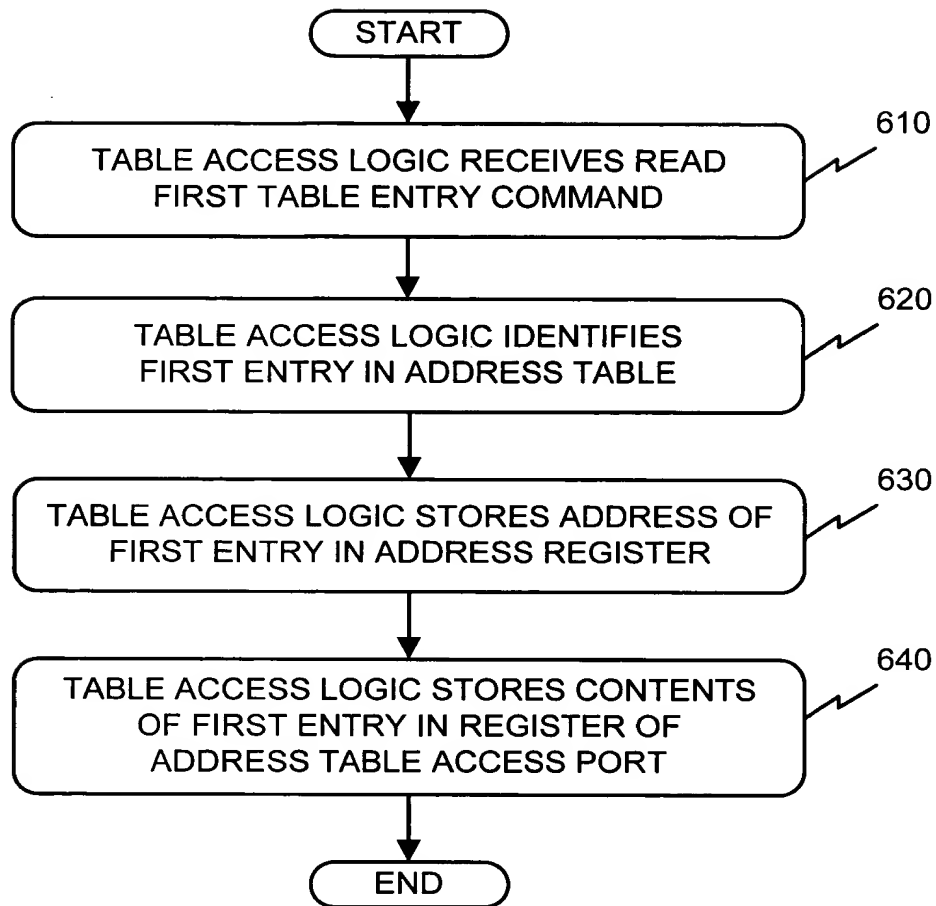 START
610
TABLE ACCESS LOGIC RECEIVES READ
FIRST TABLE ENTRY COMMAND
620
TABLE ACCESS LOGIC IDENTIFIES
FIRST ENTRY IN ADDRESS TABLE
630
TABLE ACCESS LOGIC STORES ADDRESS OF
FIRST ENTRY IN ADDRESS REGISTER
640
TABLE ACCESS LOGIC STORES CONTENTS
OF FIRST ENTRY IN REGISTER OF
ADDRESS TABLE ACCESS PORT
END